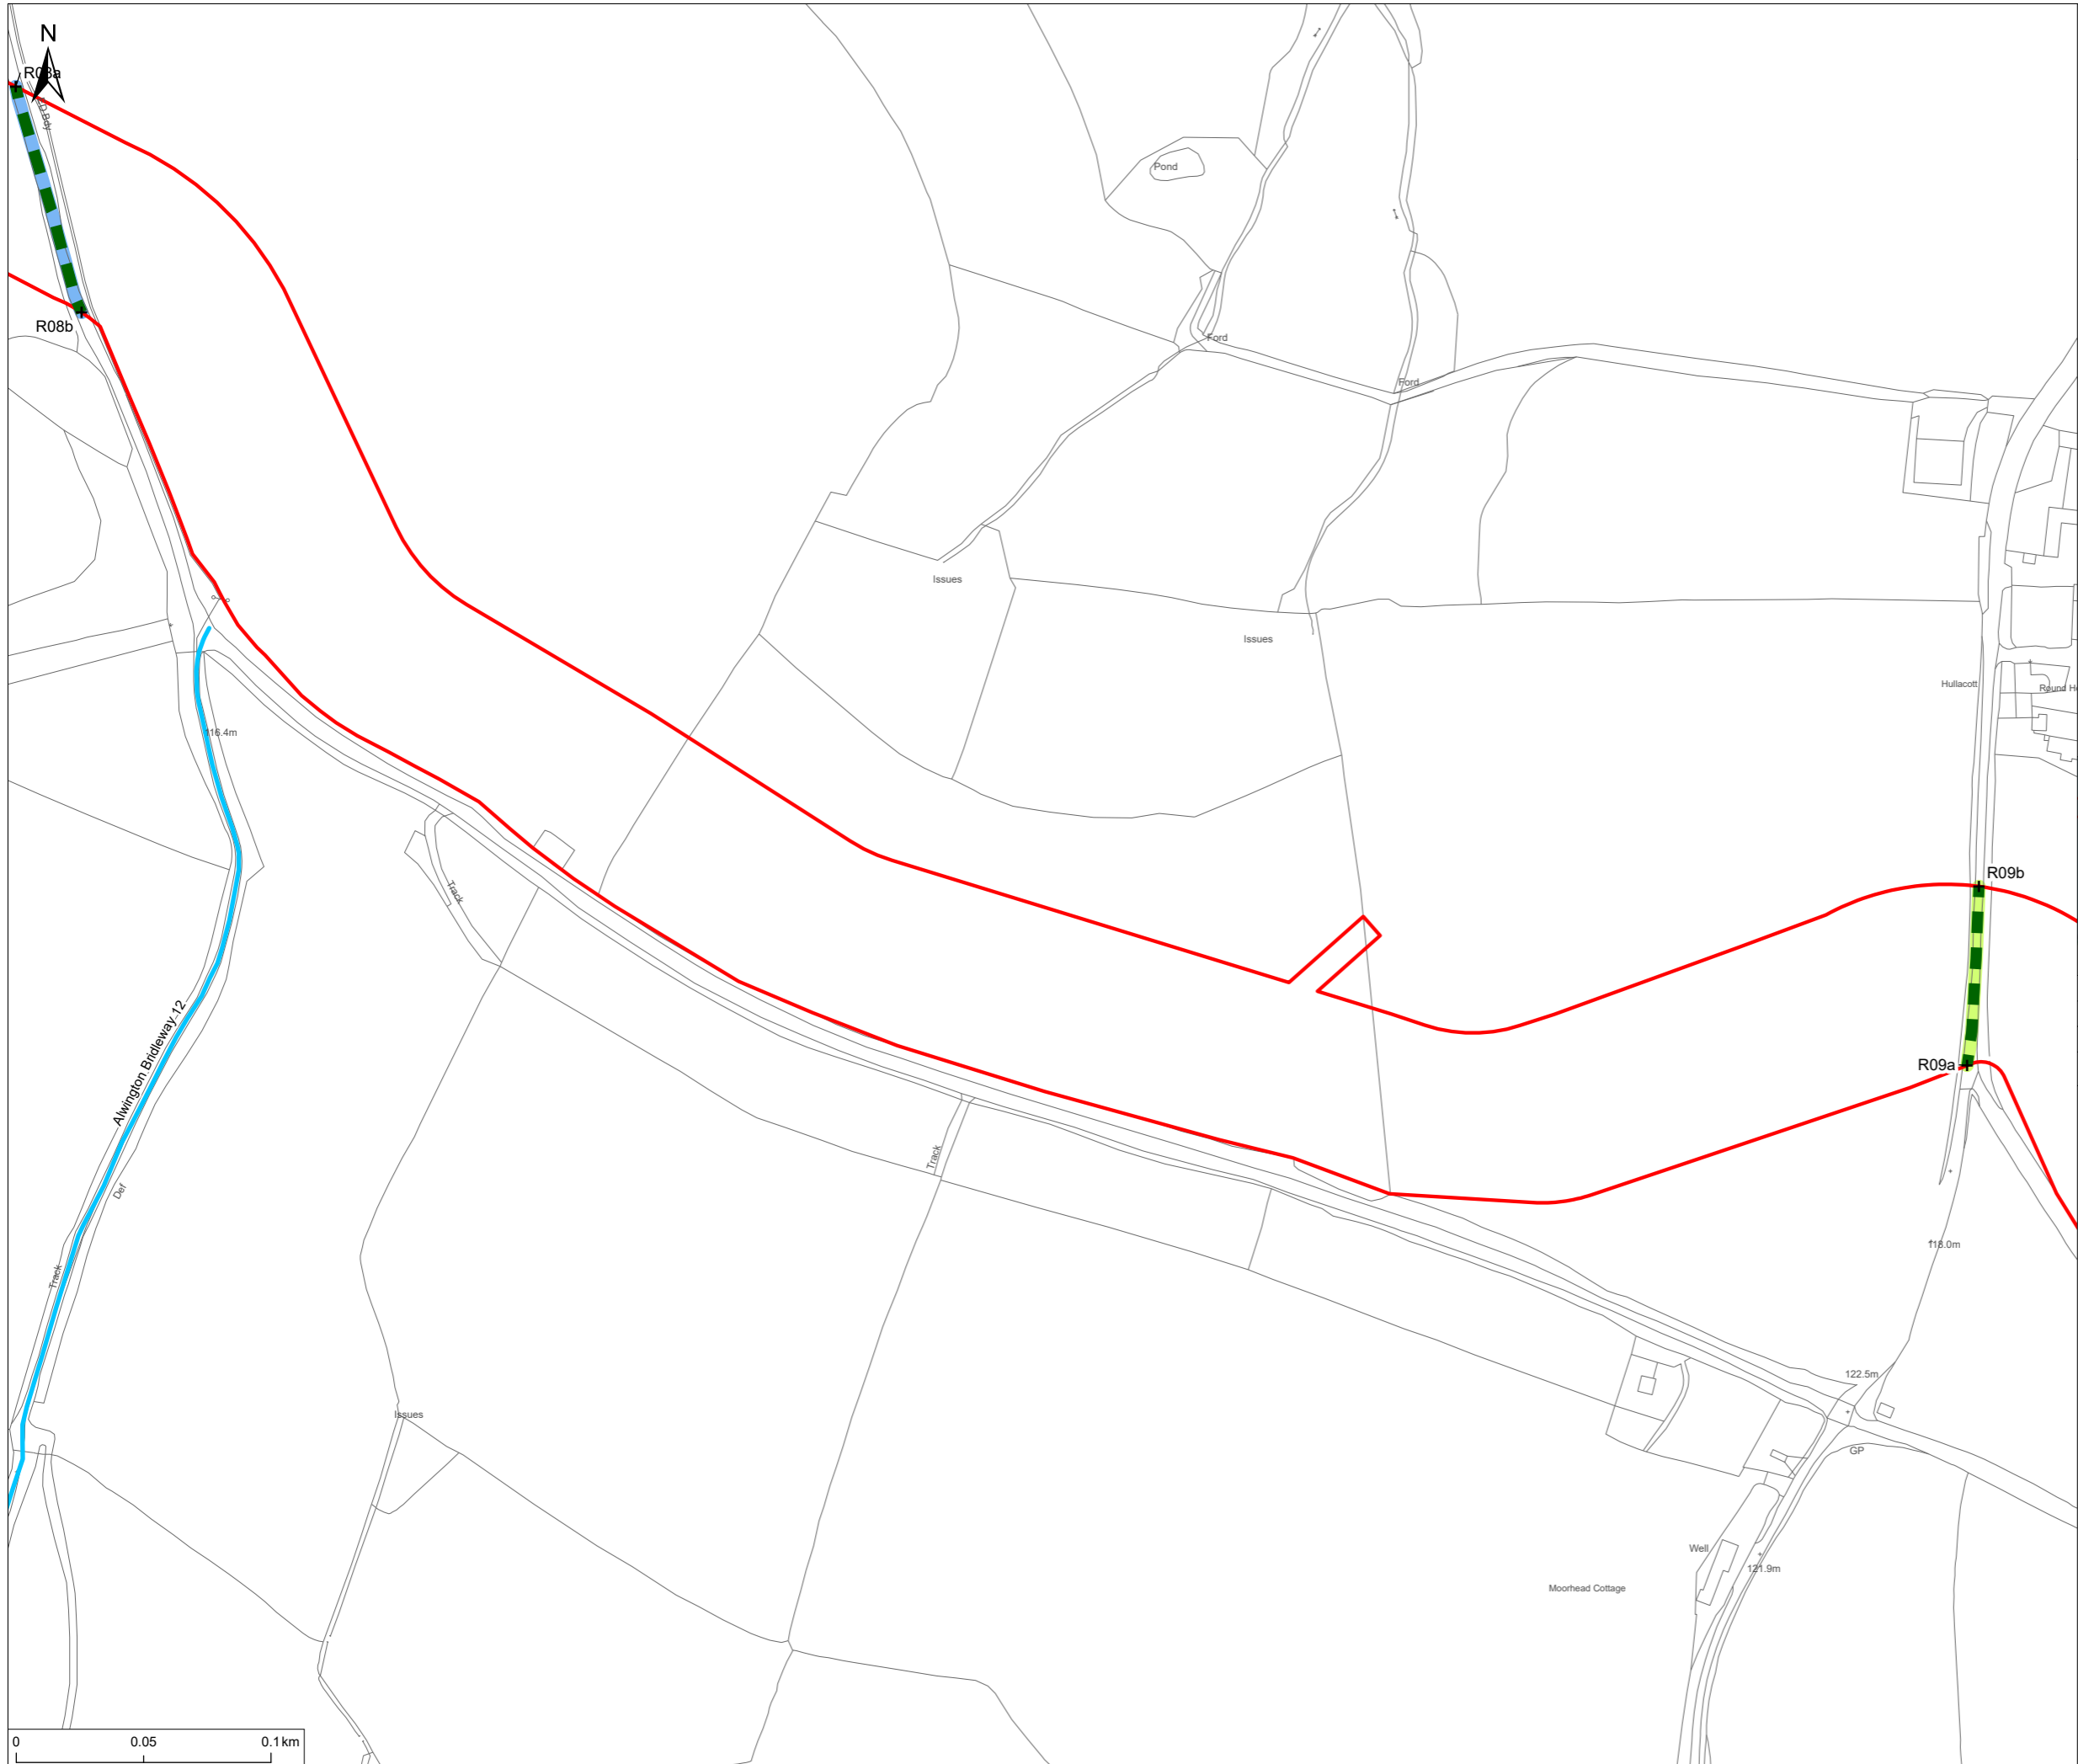 N
R08a
Pond
R08b
Ford
Ford
Issues
Issues
Hullacott
116.4m
R09b
Track
Alwington Bridleway 12
R09a
Track
Def
118.0m
Track
122.5m
Issues
GP
Well
121.9m
Moorhead Cottage
0 0.05 0.1 km